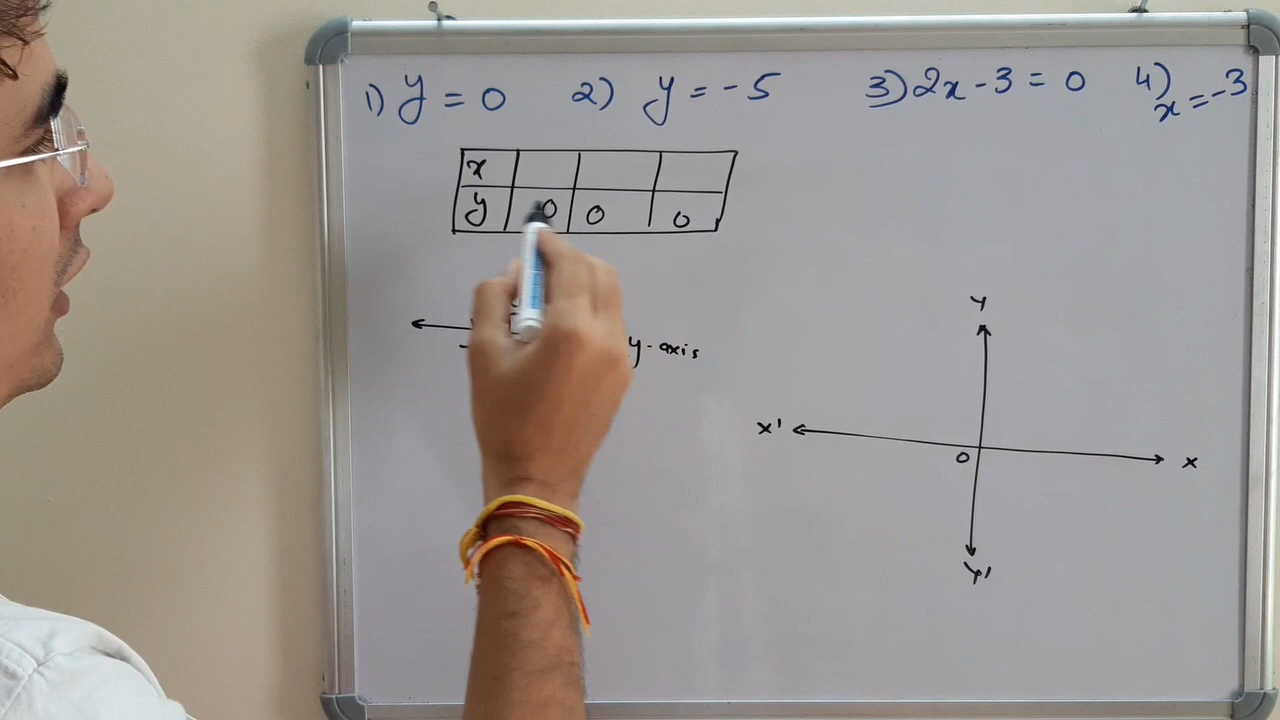 1) y = 0 2) y = -5 3) 2x - 3 = 0 4) x = -3
x
y 0 0 0
y-axis
Y
X' O X
Y'